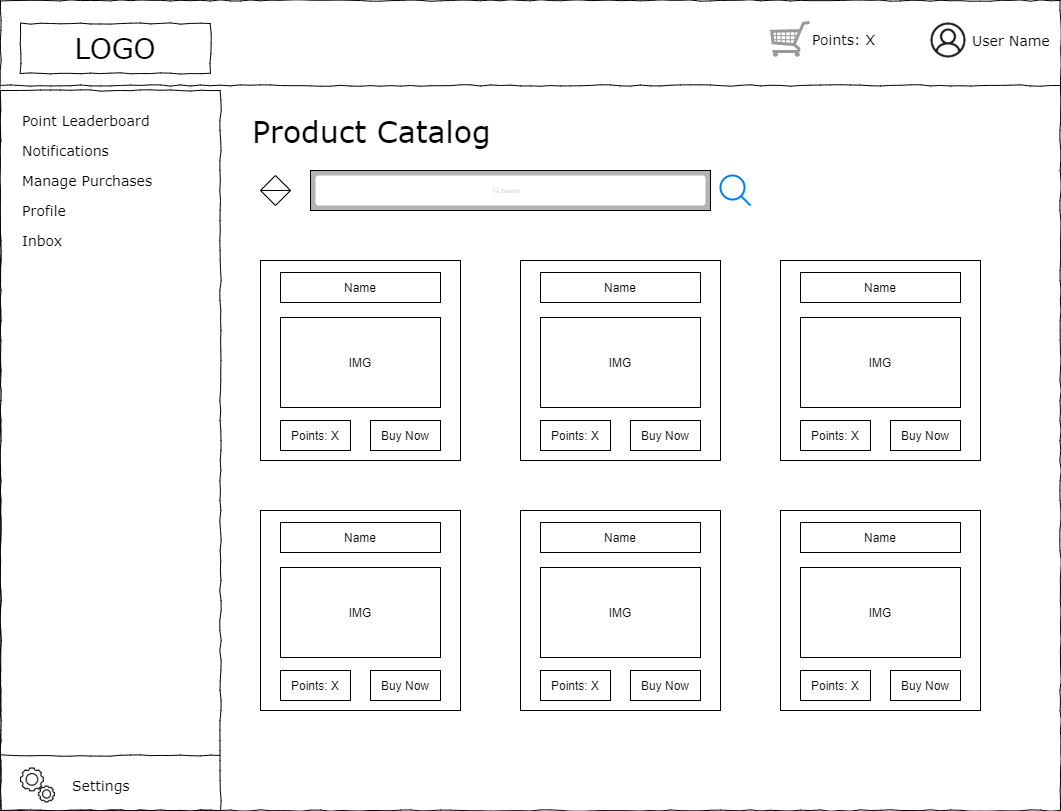 LOGO
Points: X
User Name
Point Leaderboard
Notifications
Manage Purchases
Profile
Inbox
Settings
Product Catalog
Search
Name
Name
Name
IMG
IMG
IMG
Points: X
Buy Now
Points: X
Buy Now
Points: X
Buy Now
Name
Name
Name
IMG
IMG
IMG
Points: X
Buy Now
Points: X
Buy Now
Points: X
Buy Now